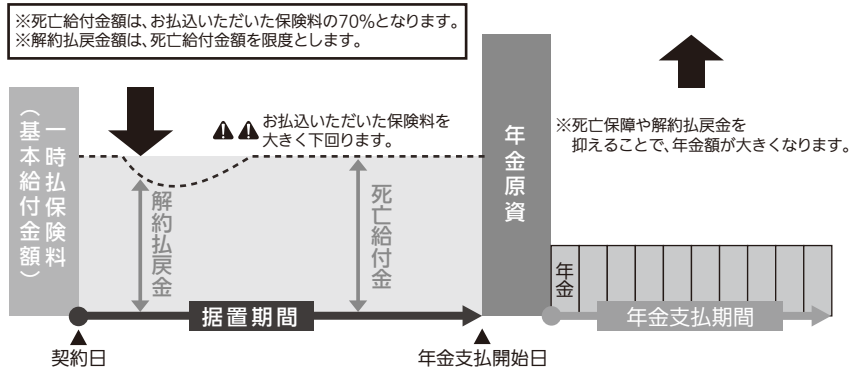 ※死亡給付金額は、お払込いただいた保険料の70%となります。
※解約払戻金額は、死亡給付金額を限度とします。
一時払保険料
（基本給付金額）
お払込いただいた保険料を
大きく下回ります。
解約払戻金
死亡給付金
年金原資
※死亡保障や解約払戻金を
抑えることで、年金額が大きくなります。
年金
据置期間
年金支払期間
契約日
年金支払開始日